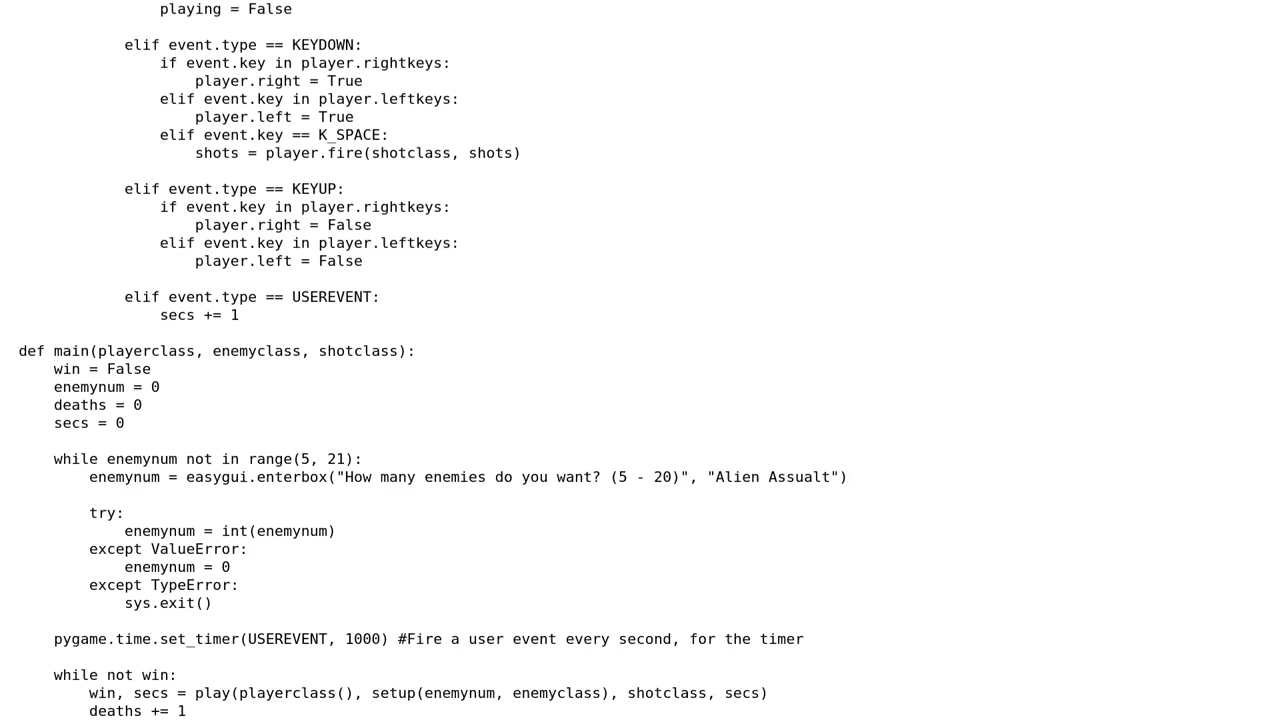 playing = False
elif event.type == KEYDOWN:
if event.key in player.rightkeys:
player.right = True
elif event.key in player.leftkeys:
player.left = True
elif event.key == K_SPACE:
shots = player.fire(shotclass, shots)
elif event.type == KEYUP:
if event.key in player.rightkeys:
player.right = False
elif event.key in player.leftkeys:
player.left = False
elif event.type == USEREVENT:
secs += 1
def main(playerclass, enemyclass, shotclass):
win = False
enemynum = 0
deaths = 0
secs = 0
while enemynum not in range(5, 21):
enemynum = easygui.enterbox("How many enemies do you want? (5 - 20)", "Alien Assualt")
try:
enemynum = int(enemynum)
except ValueError:
enemynum = 0
except TypeError:
sys.exit()
pygame.time.set_timer(USEREVENT, 1000) #Fire a user event every second, for the timer
while not win:
win, secs = play(playerclass(), setup(enemynum, enemyclass), shotclass, secs)
deaths += 1